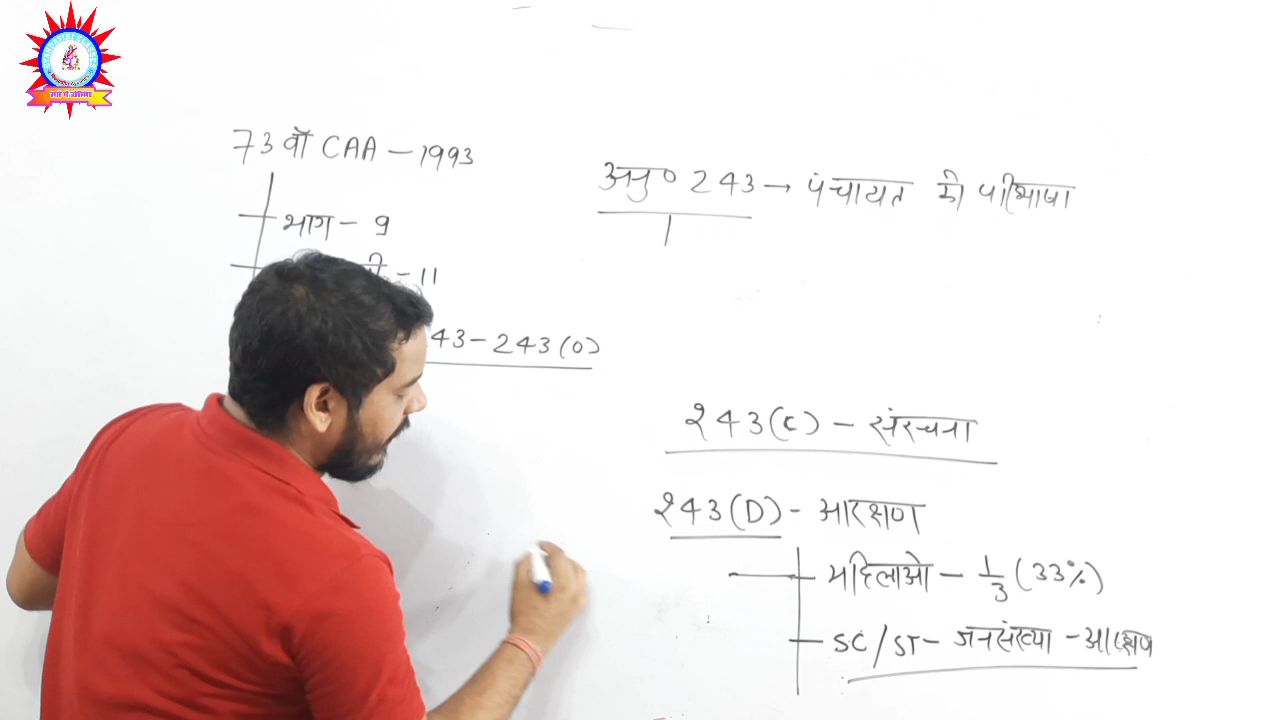 73 वाँ CAA – 1993
भाग – 9
– 11
43 – 243 (O)
अनु० 243 → पंचायत की परिभाषा
243 (C) – संरचना
243 (D) - आरक्षण
महिलाओ – 1/3 (33%)
SC / ST – जनसंख्या - आरक्षण